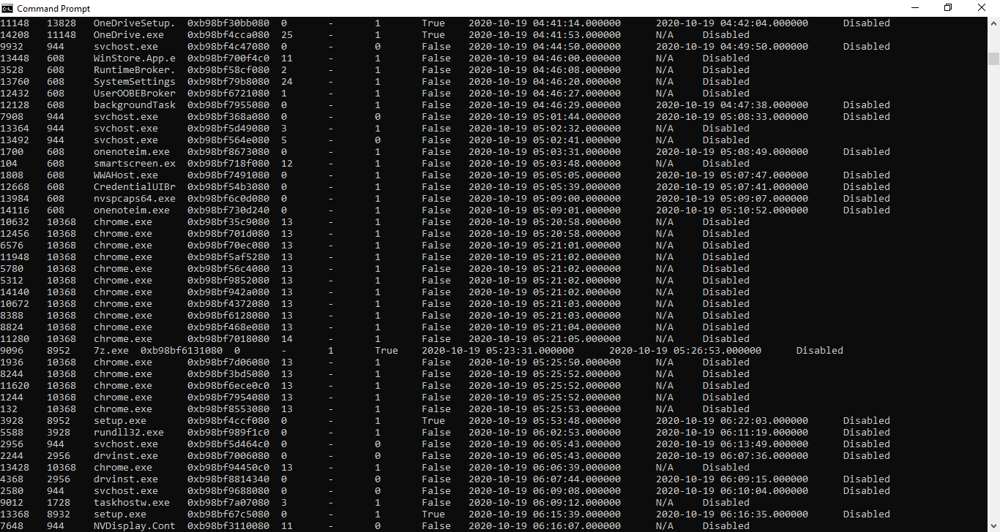 Command Prompt
11148 13828 OneDriveSetup. 0xb98bf30bb080 0 - 1 True 2020-10-19 04:41:14.000000 2020-10-19 04:42:04.000000 Disabled
14208 11148 OneDrive.exe 0xb98bf4cca080 25 - 1 True 2020-10-19 04:41:53.000000 N/A Disabled
9932 944 svchost.exe 0xb98bf4c47080 0 - 0 False 2020-10-19 04:44:50.000000 2020-10-19 04:49:50.000000 Disabled
13448 608 WinStore.App.e 0xb98bf700f4c0 11 - 1 False 2020-10-19 04:46:00.000000 N/A Disabled
3528 608 RuntimeBroker. 0xb98bf58cf080 2 - 1 False 2020-10-19 04:46:08.000000 N/A Disabled
13760 608 SystemSettings 0xb98bf79b8080 24 - 1 False 2020-10-19 04:46:20.000000 N/A Disabled
12432 608 UserOOBEBroker 0xb98bf6721080 1 - 1 False 2020-10-19 04:46:27.000000 N/A Disabled
12128 608 backgroundTask 0xb98bf7955080 0 - 1 False 2020-10-19 04:46:29.000000 2020-10-19 04:47:38.000000 Disabled
7908 944 svchost.exe 0xb98bf368a080 0 - 0 False 2020-10-19 05:01:44.000000 2020-10-19 05:08:33.000000 Disabled
13364 944 svchost.exe 0xb98bf5d49080 3 - 1 False 2020-10-19 05:02:32.000000 N/A Disabled
13492 944 svchost.exe 0xb98bf564e080 5 - 0 False 2020-10-19 05:02:41.000000 N/A Disabled
1700 608 onenoteim.exe 0xb98bf8673080 0 - 1 False 2020-10-19 05:03:31.000000 2020-10-19 05:08:49.000000 Disabled
104 608 smartscreen.ex 0xb98bf718f080 12 - 1 False 2020-10-19 05:03:48.000000 N/A Disabled
1808 608 WWAHost.exe 0xb98bf7491080 0 - 1 False 2020-10-19 05:05:05.000000 2020-10-19 05:07:47.000000 Disabled
12668 608 CredentialUIBr 0xb98bf54b3080 0 - 1 False 2020-10-19 05:05:39.000000 2020-10-19 05:07:41.000000 Disabled
13984 608 nvspcaps64.exe 0xb98bf6c0d080 0 - 1 False 2020-10-19 05:09:00.000000 2020-10-19 05:09:07.000000 Disabled
14116 608 onenoteim.exe 0xb98bf730d240 0 - 1 False 2020-10-19 05:09:01.000000 2020-10-19 05:10:52.000000 Disabled
10632 10368 chrome.exe 0xb98bf35c9080 13 - 1 False 2020-10-19 05:20:58.000000 N/A Disabled
12456 10368 chrome.exe 0xb98bf701d080 13 - 1 False 2020-10-19 05:20:58.000000 N/A Disabled
6576 10368 chrome.exe 0xb98bf70ec080 13 - 1 False 2020-10-19 05:21:01.000000 N/A Disabled
11948 10368 chrome.exe 0xb98bf5af5280 13 - 1 False 2020-10-19 05:21:02.000000 N/A Disabled
5780 10368 chrome.exe 0xb98bf56c4080 13 - 1 False 2020-10-19 05:21:02.000000 N/A Disabled
5312 10368 chrome.exe 0xb98bf9852080 13 - 1 False 2020-10-19 05:21:02.000000 N/A Disabled
14140 10368 chrome.exe 0xb98bf942a080 13 - 1 False 2020-10-19 05:21:02.000000 N/A Disabled
10672 10368 chrome.exe 0xb98bf4372080 13 - 1 False 2020-10-19 05:21:03.000000 N/A Disabled
8388 10368 chrome.exe 0xb98bf6128080 13 - 1 False 2020-10-19 05:21:03.000000 N/A Disabled
8824 10368 chrome.exe 0xb98bf468e080 13 - 1 False 2020-10-19 05:21:04.000000 N/A Disabled
11280 10368 chrome.exe 0xb98bf7018080 14 - 1 False 2020-10-19 05:21:05.000000 N/A Disabled
9096 8952 7z.exe 0xb98bf6131080 0 - 1 True 2020-10-19 05:23:31.000000 2020-10-19 05:26:53.000000 Disabled
1936 10368 chrome.exe 0xb98bf7d06080 13 - 1 False 2020-10-19 05:25:50.000000 N/A Disabled
8244 10368 chrome.exe 0xb98bf3bd5080 13 - 1 False 2020-10-19 05:25:52.000000 N/A Disabled
11620 10368 chrome.exe 0xb98bf6ece0c0 13 - 1 False 2020-10-19 05:25:52.000000 N/A Disabled
1244 10368 chrome.exe 0xb98bf7954080 13 - 1 False 2020-10-19 05:25:52.000000 N/A Disabled
132 10368 chrome.exe 0xb98bf8553080 13 - 1 False 2020-10-19 05:25:53.000000 N/A Disabled
3928 8952 setup.exe 0xb98bf4ccf080 0 - 1 True 2020-10-19 05:53:48.000000 2020-10-19 06:22:03.000000 Disabled
5588 3928 rundll32.exe 0xb98bf989f1c0 0 - 1 False 2020-10-19 06:02:53.000000 2020-10-19 06:11:19.000000 Disabled
2956 944 svchost.exe 0xb98bf5d464c0 0 - 0 False 2020-10-19 06:05:43.000000 2020-10-19 06:13:49.000000 Disabled
2244 2956 drvinst.exe 0xb98bf7006080 0 - 0 False 2020-10-19 06:05:43.000000 2020-10-19 06:07:36.000000 Disabled
13428 10368 chrome.exe 0xb98bf94450c0 13 - 1 False 2020-10-19 06:06:39.000000 N/A Disabled
4368 2956 drvinst.exe 0xb98bf8814340 0 - 0 False 2020-10-19 06:07:44.000000 2020-10-19 06:09:15.000000 Disabled
2580 944 svchost.exe 0xb98bf9688080 0 - 0 False 2020-10-19 06:09:08.000000 2020-10-19 06:10:04.000000 Disabled
9012 1728 taskhostw.exe 0xb98bf7a07080 3 - 1 False 2020-10-19 06:09:12.000000 N/A Disabled
13368 8932 setup.exe 0xb98bf67c5080 0 - 1 True 2020-10-19 06:15:39.000000 2020-10-19 06:16:35.000000 Disabled
7648 944 NVDisplay.Cont 0xb98bf3110080 11 - 0 False 2020-10-19 06:16:07.000000 N/A Disabled